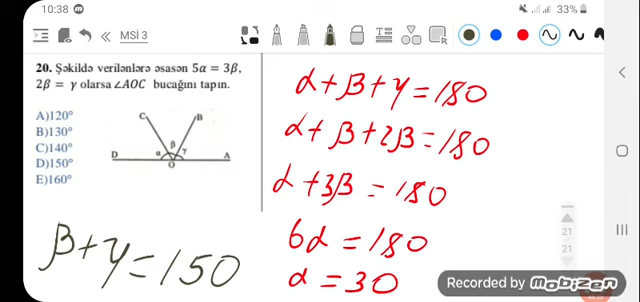 10:38
33%
MSİ 3
20. Şəkildə verilənlərə əsasən 5α = 3β,
2β = γ olarsa ∠AOC bucağını tapın.
A)120°
B)130°
C)140°
D)150°
E)160°
C
B
α
β
γ
D
O
A
α+β+γ=180
α+β+2β=180
α+3β=180
6α=180
α=30
β+γ=150
21
21
Recorded by mobizen